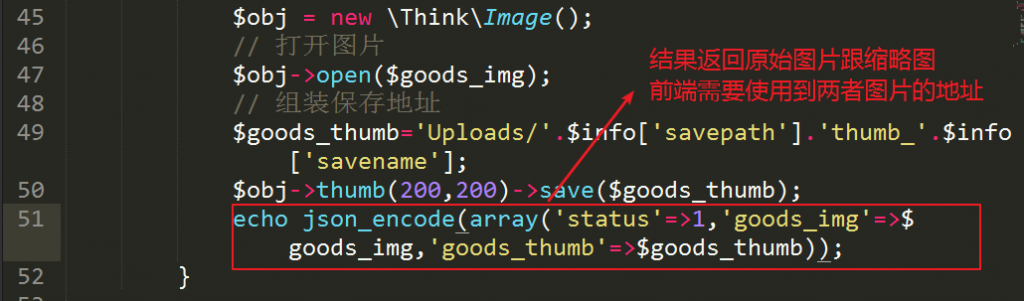 45 $obj = new \Think\Image();
46 // 打开图片
47 $obj->open($goods_img);
48 // 组装保存地址
49 $goods_thumb='Uploads/'.$info['savepath'].'thumb_'.$info
['savename'];
50 $obj->thumb(200,200)->save($goods_thumb);
51 echo json_encode(array('status'=>1,'goods_img'=>$
goods_img,'goods_thumb'=>$goods_thumb));
52 }
结果返回原始图片跟缩略图
前端需要使用到两者图片的地址